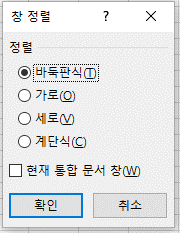 창 정렬
정렬
바둑판식(T)
가로(O)
세로(V)
계단식(C)
현재 통합 문서 창(W)
확인
취소